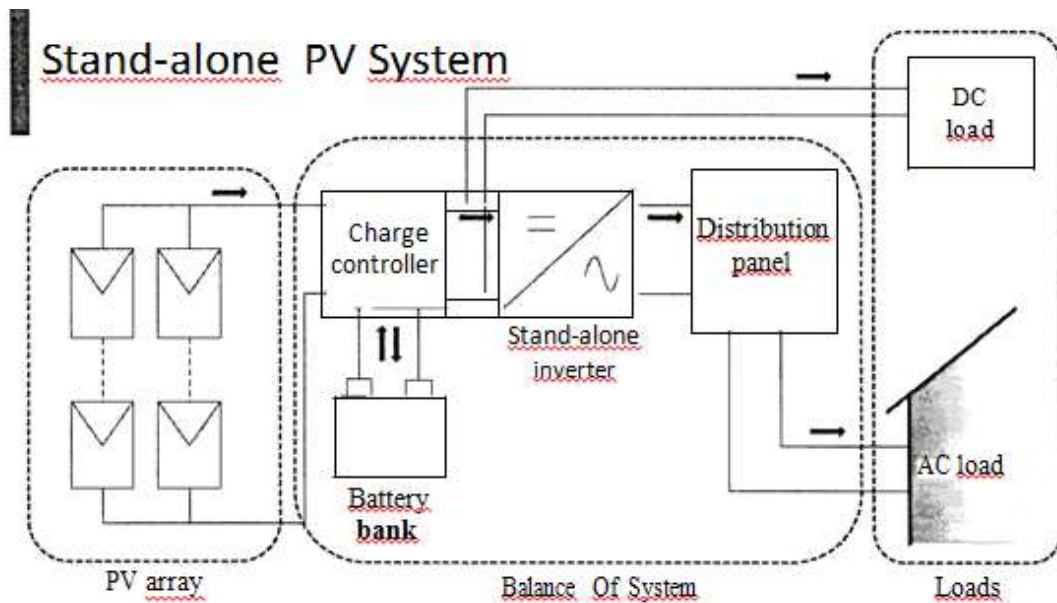 Stand-alone PV System
DC
load
Charge
controller
Distribution
panel
Stand-alone
inverter
AC load
Battery
bank
PV array
Balance Of System
Loads